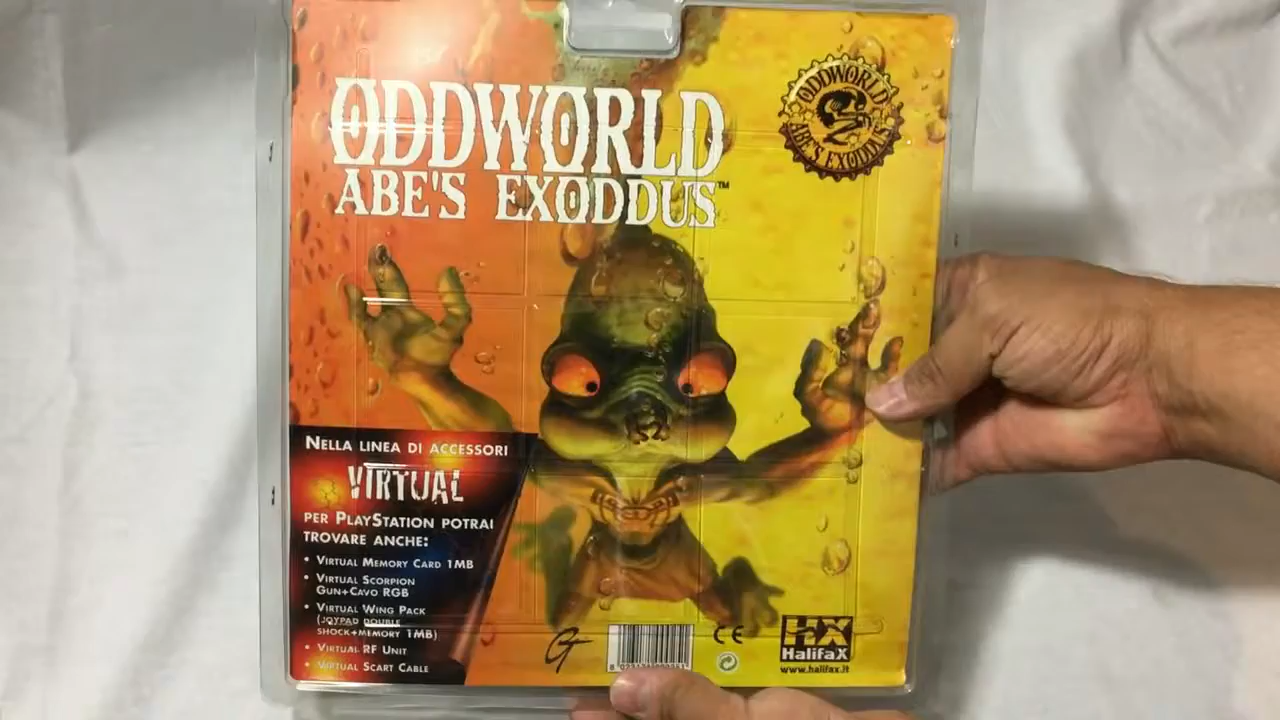 ODDWORLD
ABE'S EXODDUS™
ODDWORLD
ABE'S EXODDUS
NELLA LINEA DI ACCESSORI
VIRTUAL
PER PLAYSTATION POTRAI
TROVARE ANCHE:
• VIRTUAL MEMORY CARD 1MB
• VIRTUAL SCORPION
GUN+CAVO RGB
• VIRTUAL WING PACK
(JOYPAD DOUBLE
SHOCK+MEMORY 1MB)
• VIRTUAL RF UNIT
• VIRTUAL SCART CABLE
GT
CE
HX
HalifaX
www.halifax.it